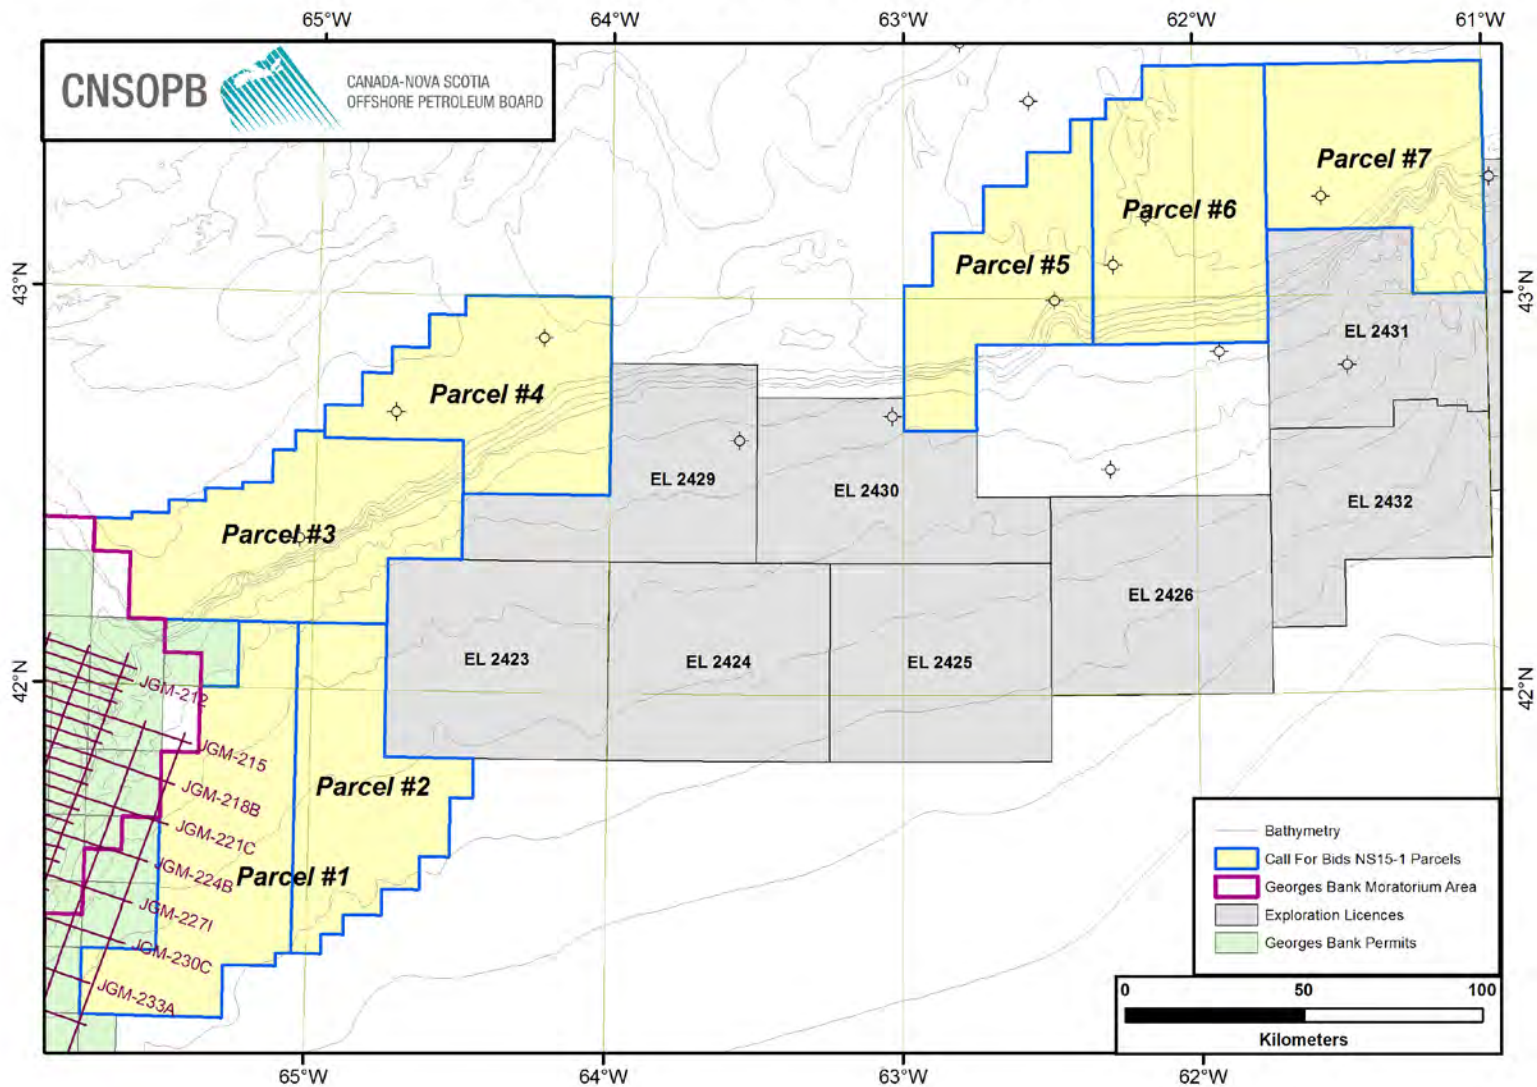 65°W 64°W 63°W 62°W 61°W
CNSOPB
CANADA-NOVA SCOTIA
OFFSHORE PETROLEUM BOARD
Parcel #7
Parcel #6
Parcel #5
43°N 43°N
EL 2431
Parcel #4
EL 2429
EL 2430
EL 2432
Parcel #3
EL 2426
EL 2423
EL 2424
EL 2425
42°N 42°N
JGM-212
JGM-215
JGM-218B
JGM-221C
JGM-224B
JGM-227I
JGM-230C
JGM-233A
Parcel #2
Parcel #1
Bathymetry
Call For Bids NS15-1 Parcels
Georges Bank Moratorium Area
Exploration Licences
Georges Bank Permits
0 50 100
Kilometers
65°W 64°W 63°W 62°W